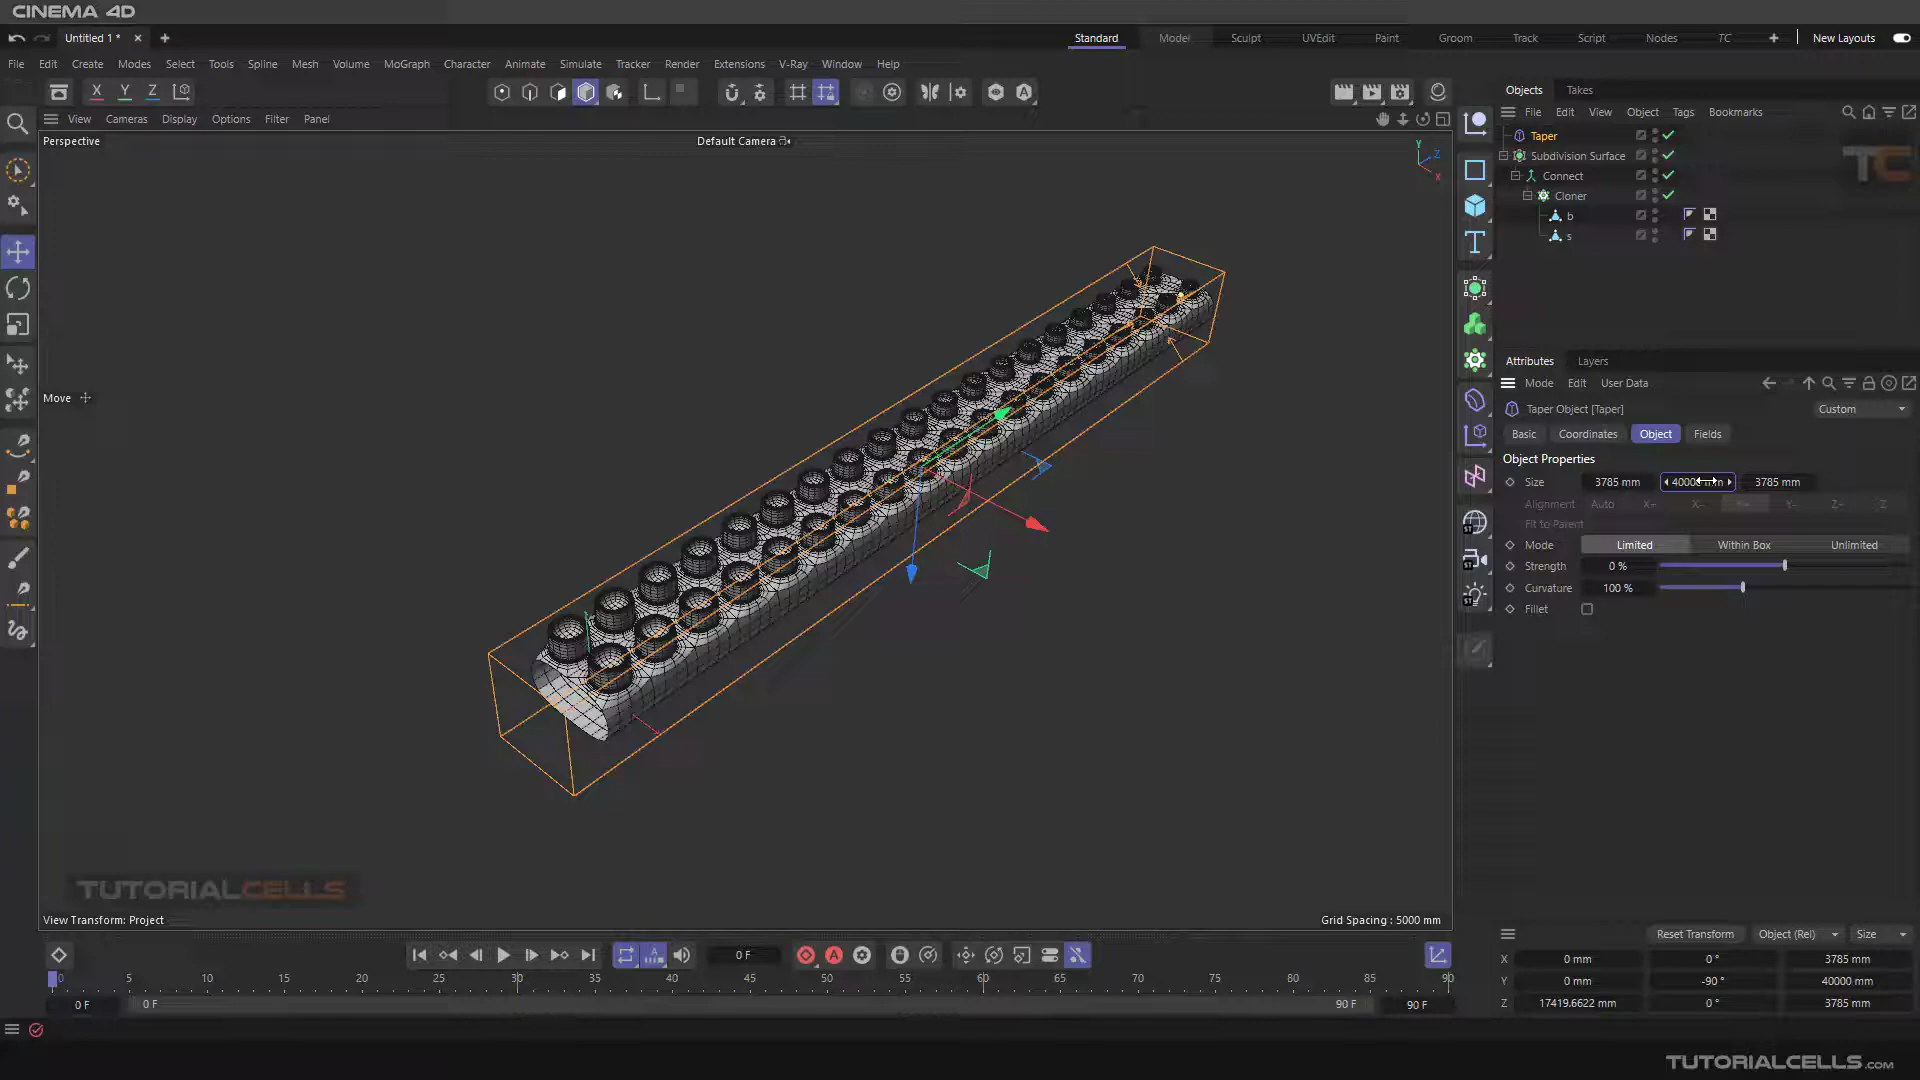 CINEMA 4D
Untitled 1 *
Standard Model Sculpt UVEdit Paint Groom Track Script Nodes TC New Layouts
File Edit Create Modes Select Tools Spline Mesh Volume MoGraph Character Animate Simulate Tracker Render Extensions V-Ray Window Help
X Y Z
Objects Takes
File Edit View Object Tags Bookmarks
View Cameras Display Options Filter Panel
Perspective
Default Camera
Y
Z
X
Taper
TC
Subdivision Surface
Connect
Cloner
b
s
Move
Attributes Layers
Mode Edit User Data
Taper Object [Taper]
Custom
Basic Coordinates Object Fields
Object Properties
Size 3785 mm 3785 mm
Alignment Auto X+ X- Y-  Z-
Fit to Parent
Mode Limited Within Box Unlimited
Strength 0 %
Curvature 100 %
Fillet
TUTORIALCELLS
View Transform: Project
Grid Spacing : 5000 mm
0 F
0 5 10 15 20 25 30 35 40 45 50 55 60 65 70 75 80 85 90
0 F 0 F 90 F 90 F
Reset Transform Object (Rel) Size
X 0 mm 0 ° 3785 mm
Y 0 mm -90 ° 40000 mm
Z 17419.6622 mm 0 ° 3785 mm
TUTORIALCELLS.com